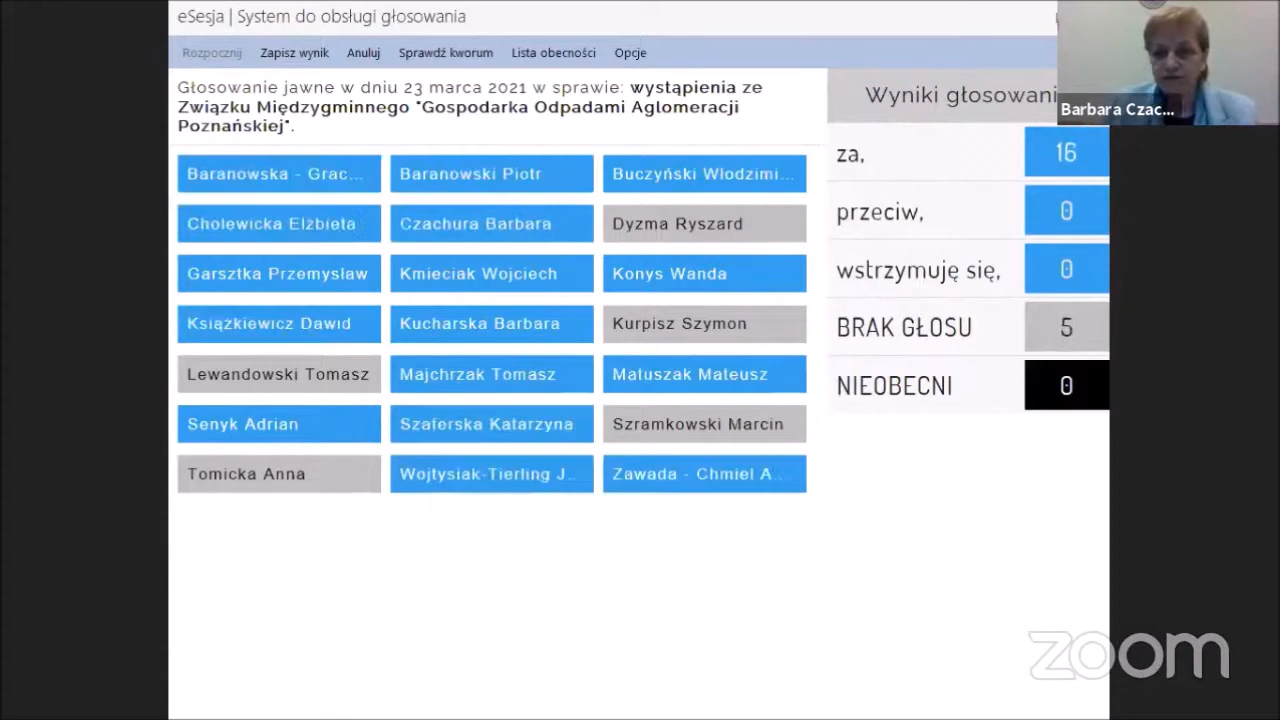 eSesja | System do obsługi głosowania
Rozpocznij Zapisz wynik Anuluj Sprawdź kworum Lista obecności Opcje
Głosowanie jawne w dniu 23 marca 2021 w sprawie: wystąpienia ze
Związku Międzygminnego "Gospodarka Odpadami Aglomeracji
Poznańskiej".
Baranowska - Grac... Baranowski Piotr Buczyński Włodzimi...
Cholewicka Elżbieta Czachura Barbara Dyzma Ryszard
Garsztka Przemysław Kmieciak Wojciech Konys Wanda
Książkiewicz Dawid Kucharska Barbara Kurpisz Szymon
Lewandowski Tomasz Majchrzak Tomasz Matuszak Mateusz
Senyk Adrian Szaferska Katarzyna Szramkowski Marcin
Tomicka Anna Wojtysiak-Tierling J... Zawada - Chmiel A...
Wyniki głosowani
za, 16
przeciw, 0
wstrzymuję się, 0
BRAK GŁOSU 5
NIEOBECNI 0
Barbara Czac...
zoom